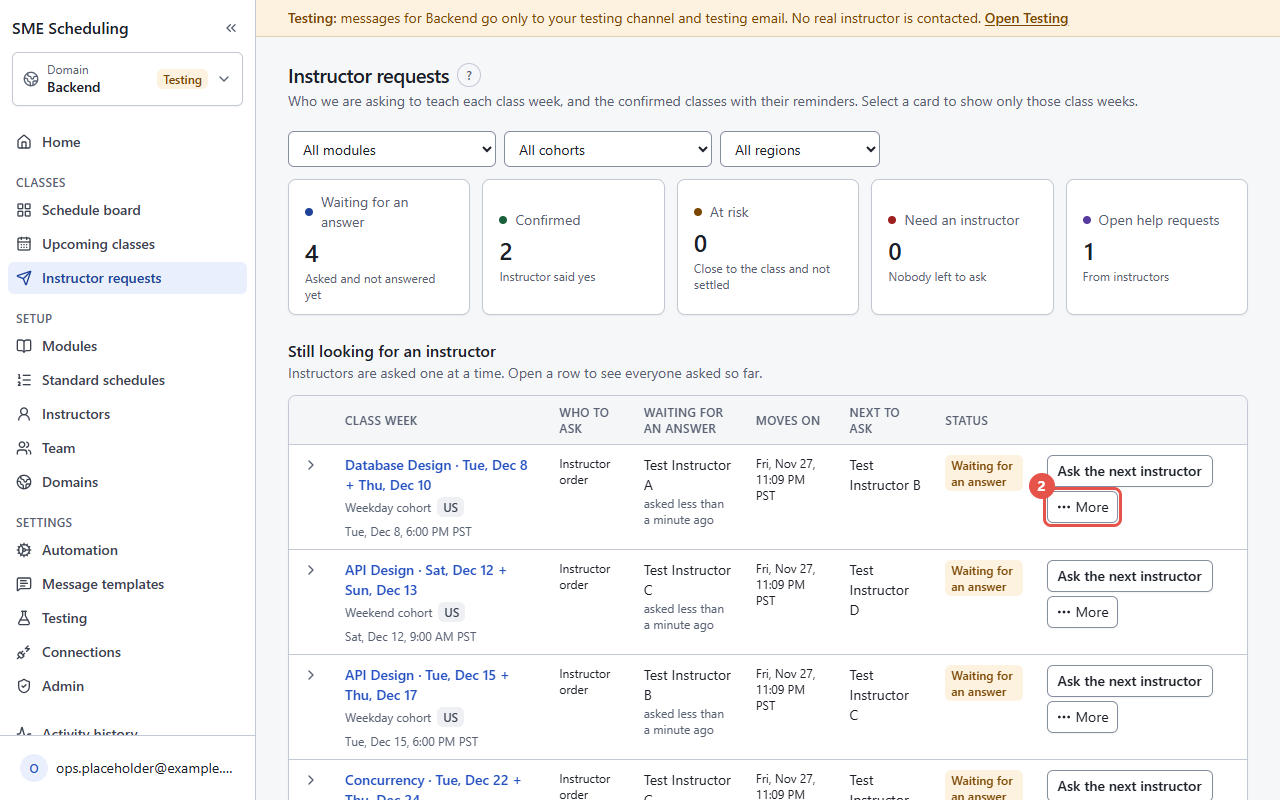 SME Scheduling
Domain
Backend
Testing
Home
CLASSES
Schedule board
Upcoming classes
Instructor requests
SETUP
Modules
Standard schedules
Instructors
Team
Domains
SETTINGS
Automation
Message templates
Testing
Connections
Admin
Activity history
O
ops.placeholder@example....
Testing: messages for Backend go only to your testing channel and testing email. No real instructor is contacted. Open Testing
Instructor requests ?
Who we are asking to teach each class week, and the confirmed classes with their reminders. Select a card to show only those class weeks.
All modules
All cohorts
All regions
Waiting for an
answer
4
Asked and not answered
yet
Confirmed
2
Instructor said yes
At risk
0
Close to the class and not
settled
Need an instructor
0
Nobody left to ask
Open help requests
1
From instructors
Still looking for an instructor
Instructors are asked one at a time. Open a row to see everyone asked so far.
CLASS WEEK
WHO TO
ASK
WAITING FOR
AN ANSWER
MOVES ON
NEXT TO
ASK
STATUS
Database Design · Tue, Dec 8
+ Thu, Dec 10
Weekday cohort US
Tue, Dec 8, 6:00 PM PST
Instructor
order
Test Instructor
A
asked less than
a minute ago
Fri, Nov 27,
11:09 PM
PST
Test
Instructor B
Waiting for
an answer
Ask the next instructor
2
··· More
API Design · Sat, Dec 12 +
Sun, Dec 13
Weekend cohort US
Sat, Dec 12, 9:00 AM PST
Instructor
order
Test Instructor
C
asked less than
a minute ago
Fri, Nov 27,
11:09 PM
PST
Test
Instructor
D
Waiting for
an answer
Ask the next instructor
··· More
API Design · Tue, Dec 15 +
Thu, Dec 17
Weekday cohort US
Tue, Dec 15, 6:00 PM PST
Instructor
order
Test Instructor
B
asked less than
a minute ago
Fri, Nov 27,
11:09 PM
PST
Test
Instructor
C
Waiting for
an answer
Ask the next instructor
··· More
Concurrency · Tue, Dec 22 +
Thu, Dec 24
Instructor
order
Test Instructor
Fri, Nov 27,
11:09 PM
Test
Instructor
Waiting for
an answer
Ask the next instructor